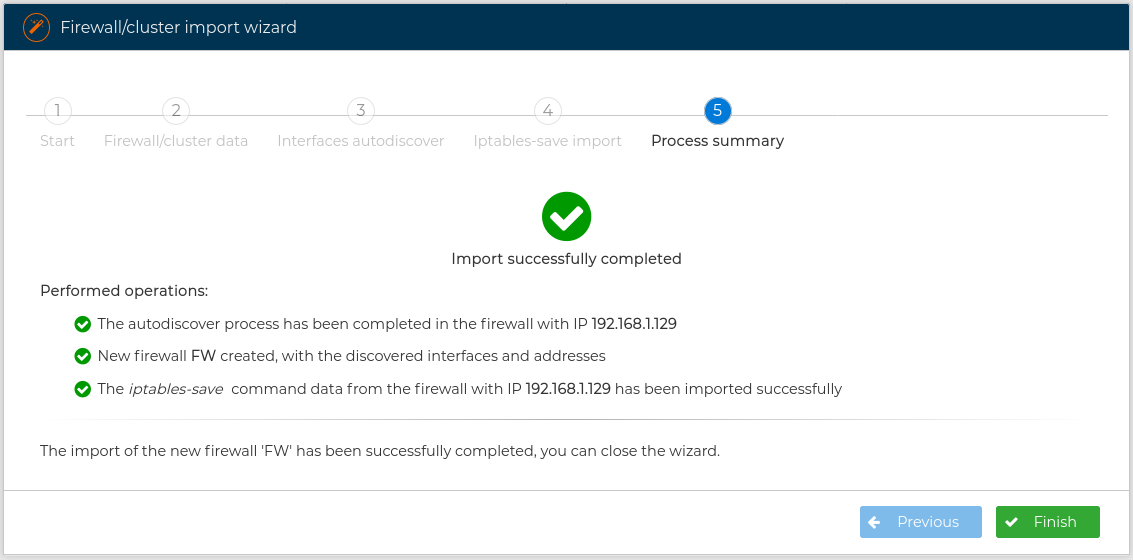 Firewall/cluster import wizard
1 2 3 4 5
Start Firewall/cluster data Interfaces autodiscover Iptables-save import Process summary
Import successfully completed
Performed operations:
The autodiscover process has been completed in the firewall with IP 192.168.1.129
New firewall FW created, with the discovered interfaces and addresses
The iptables-save command data from the firewall with IP 192.168.1.129 has been imported successfully
The import of the new firewall 'FW' has been successfully completed, you can close the wizard.
Previous Finish